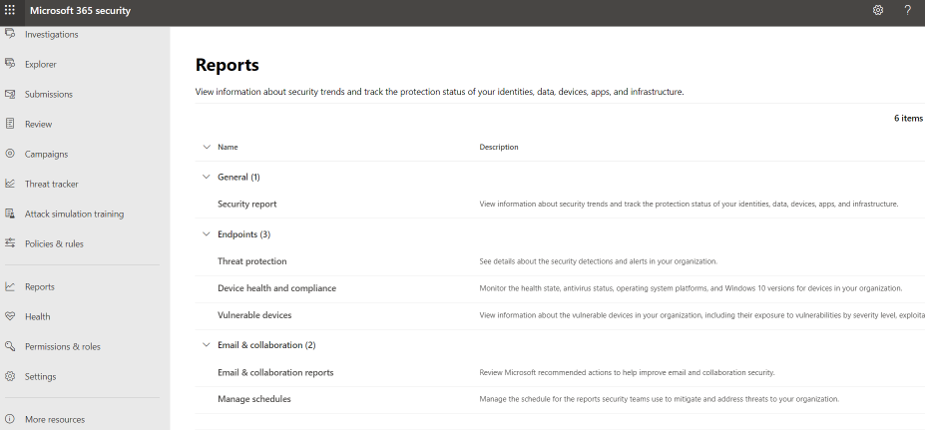 Microsoft 365 security
?
Investigations
Explorer
Submissions
Review
Campaigns
Threat tracker
Attack simulation training
Policies & rules
Reports
Health
Permissions & roles
Settings
More resources
Reports
View information about security trends and track the protection status of your identities, data, devices, apps, and infrastructure.
6 items
Name Description
General (1)
Security report View information about security trends and track the protection status of your identities, data, devices, apps, and infrastructure.
Endpoints (3)
Threat protection See details about the security detections and alerts in your organization.
Device health and compliance Monitor the health state, antivirus status, operating system platforms, and Windows 10 versions for devices in your organization.
Vulnerable devices View information about the vulnerable devices in your organization, including their exposure to vulnerabilities by severity level, exploita
Email & collaboration (2)
Email & collaboration reports Review Microsoft recommended actions to help improve email and collaboration security.
Manage schedules Manage the schedule for the reports security teams use to mitigate and address threats to your organization.